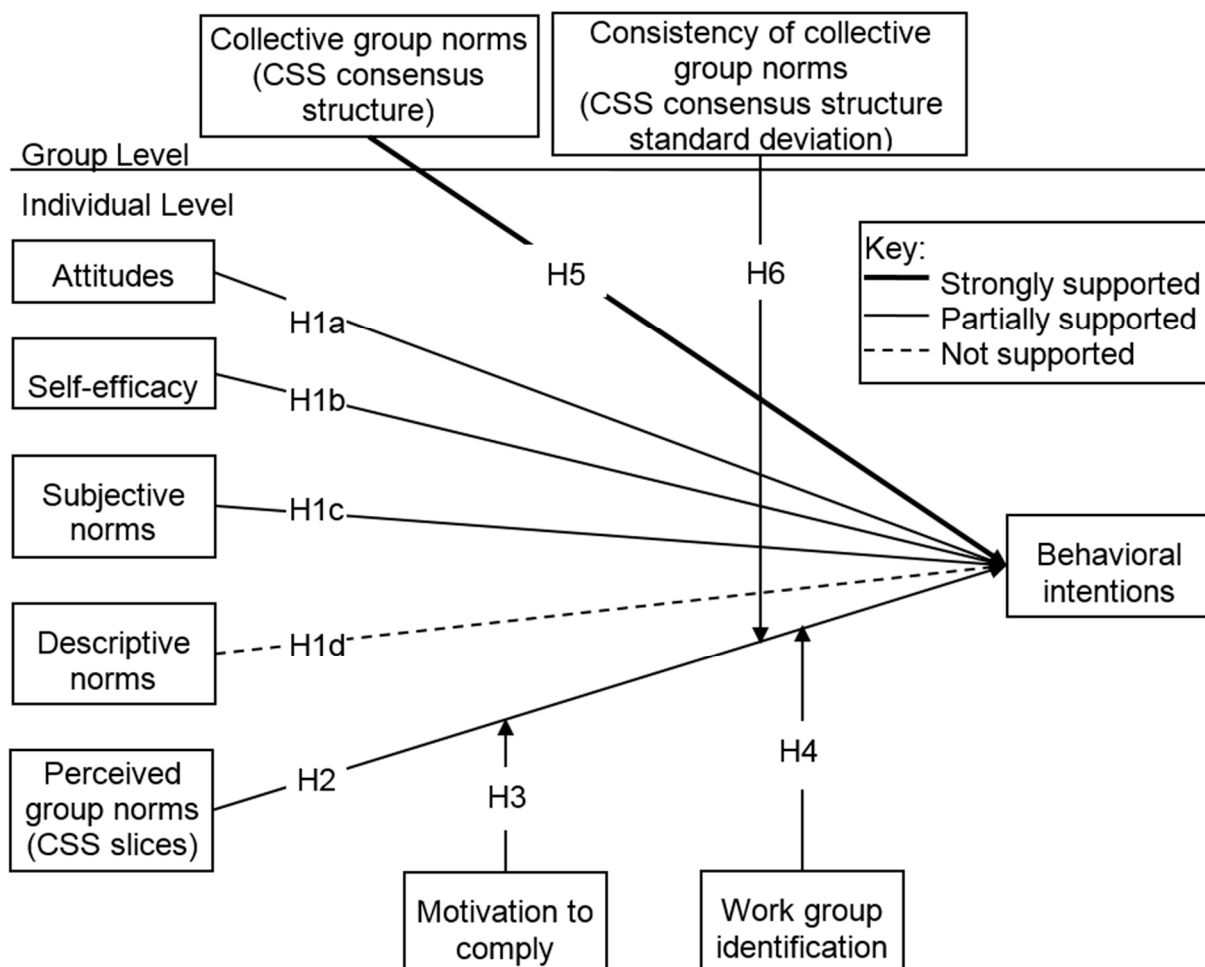 Collective group norms
(CSS consensus
structure)
Consistency of collective
group norms
(CSS consensus structure
standard deviation)
Group Level
Individual Level
Attitudes
H1a
Self-efficacy
H1b
Subjective
norms
H1c
Descriptive
norms
H1d
Perceived
group norms
(CSS slices)
H2
H5
H6
Key:
Strongly supported
Partially supported
Not supported
Behavioral
intentions
H3
H4
Motivation to
comply
Work group
identification